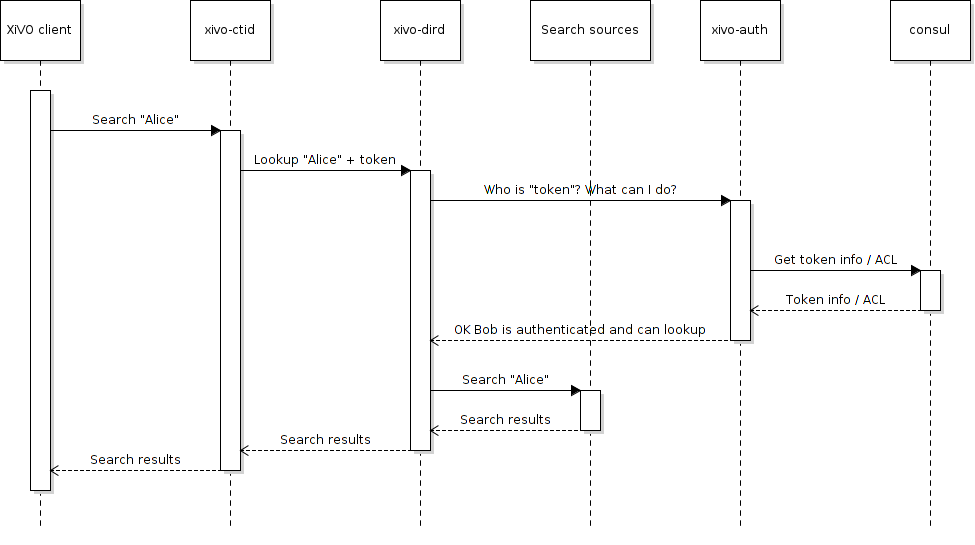 XiVO client
xivo-ctid
xivo-dird
Search sources
xivo-auth
consul
Search "Alice"
Lookup "Alice" + token
Who is "token"? What can I do?
Get token info / ACL
Token info / ACL
OK Bob is authenticated and can lookup
Search "Alice"
Search results
Search results
Search results